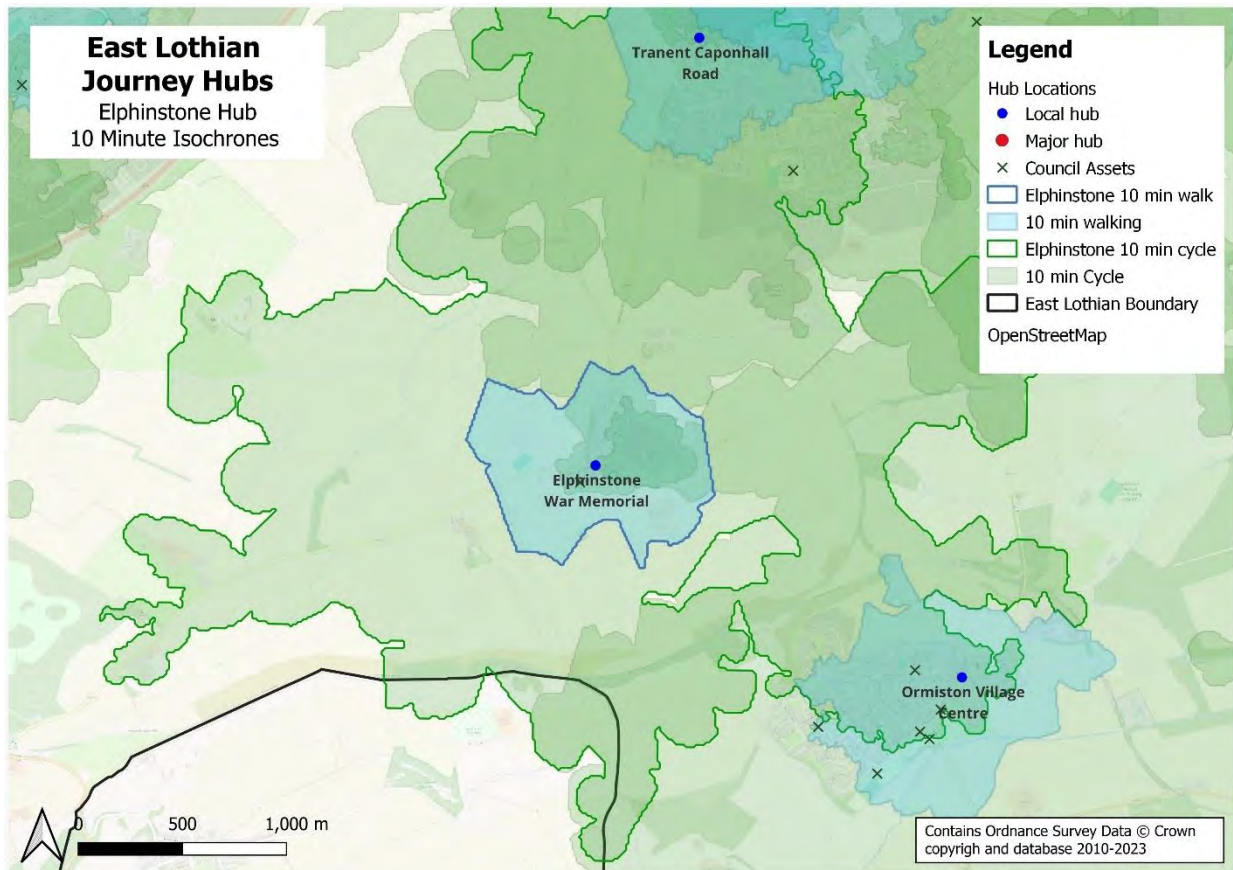 East Lothian
Journey Hubs
Elphinstone Hub
10 Minute Isochrones
Tranent Caponhall
Road
Legend
Hub Locations
Local hub
Major hub
Council Assets
Elphinstone 10 min walk
10 min walking
Elphinstone 10 min cycle
10 min Cycle
East Lothian Boundary
OpenStreetMap
Elphinstone
War Memorial
Ormiston Village
Centre
0 500 1,000 m
Contains Ordnance Survey Data © Crown
copyrigh and database 2010-2023